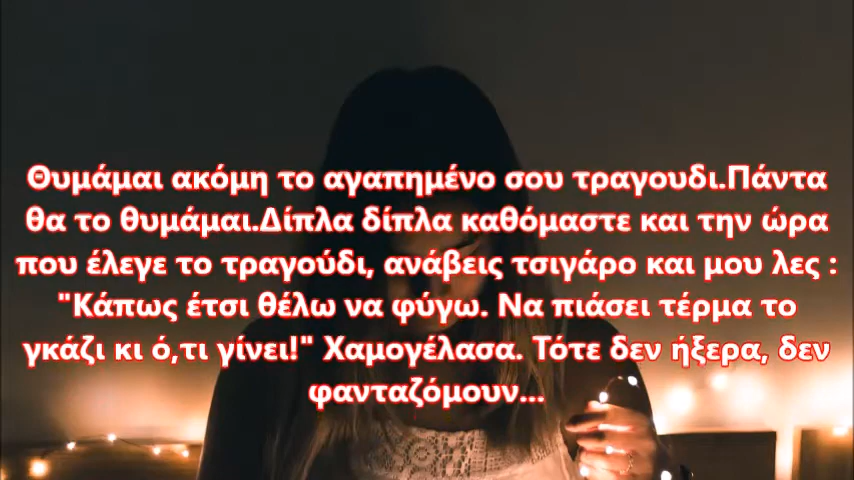 Θυμάμαι ακόμη το αγαπημένο σου τραγουδι.Πάντα
θα το θυμάμαι.Δίπλα δίπλα καθόμαστε και την ώρα
που έλεγε το τραγούδι, ανάβεις τσιγάρο και μου λες :
"Κάπως έτσι θέλω να φύγω. Να πιάσει τέρμα το
γκάζι κι ό,τι γίνει!" Χαμογέλασα. Τότε δεν ήξερα, δεν
φανταζόμουν...